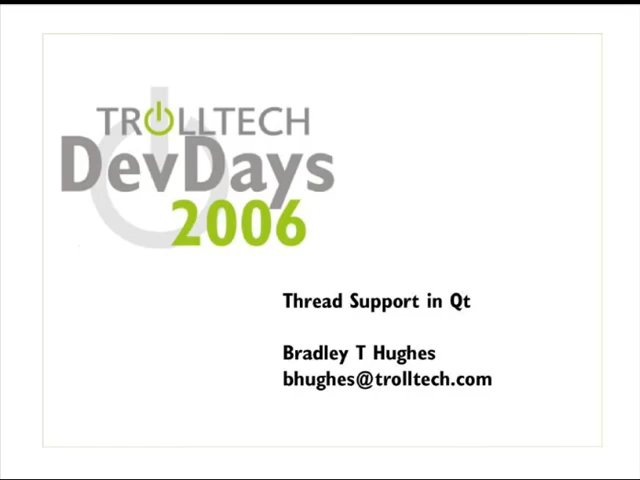 TROLLTECH
DevDays
2006
Thread Support in Qt
Bradley T Hughes
bhughes@trolltech.com